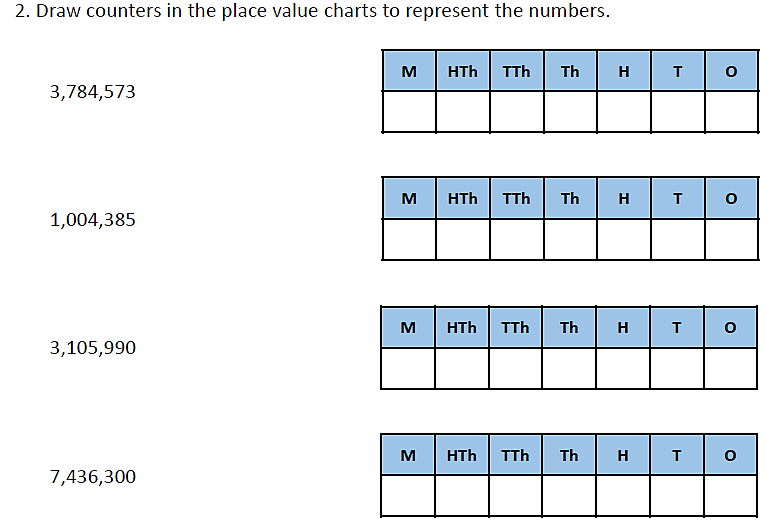 2. Draw counters in the place value charts to represent the numbers.
M HTh TTh Th H T O
3,784,573
M HTh TTh Th H T O
1,004,385
M HTh TTh Th H T O
3,105,990
M HTh TTh Th H T O
7,436,300